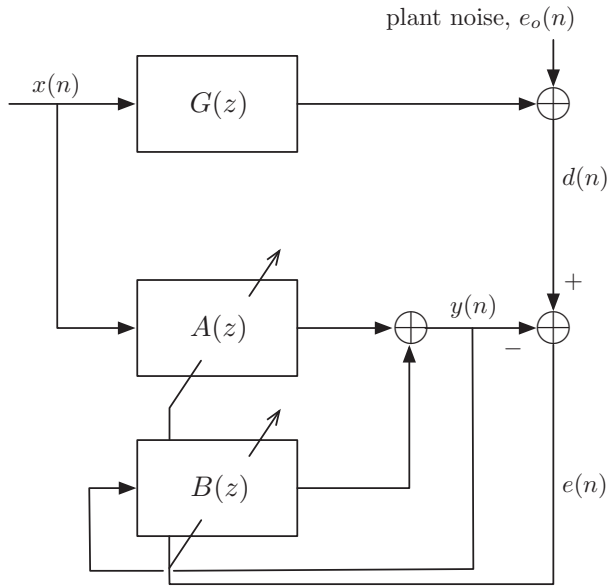 plant noise, e_o(n)
x(n)
G(z)
d(n)
+
A(z)
y(n)
−
B(z)
e(n)